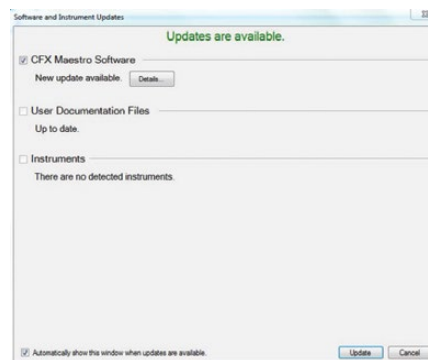 Software and Instrument Updates
Updates are available.
CFX Maestro Software
New update available. Details...
User Documentation Files
Up to date.
Instruments
There are no detected instruments.
Automatically show this window when updates are available. Update Cancel